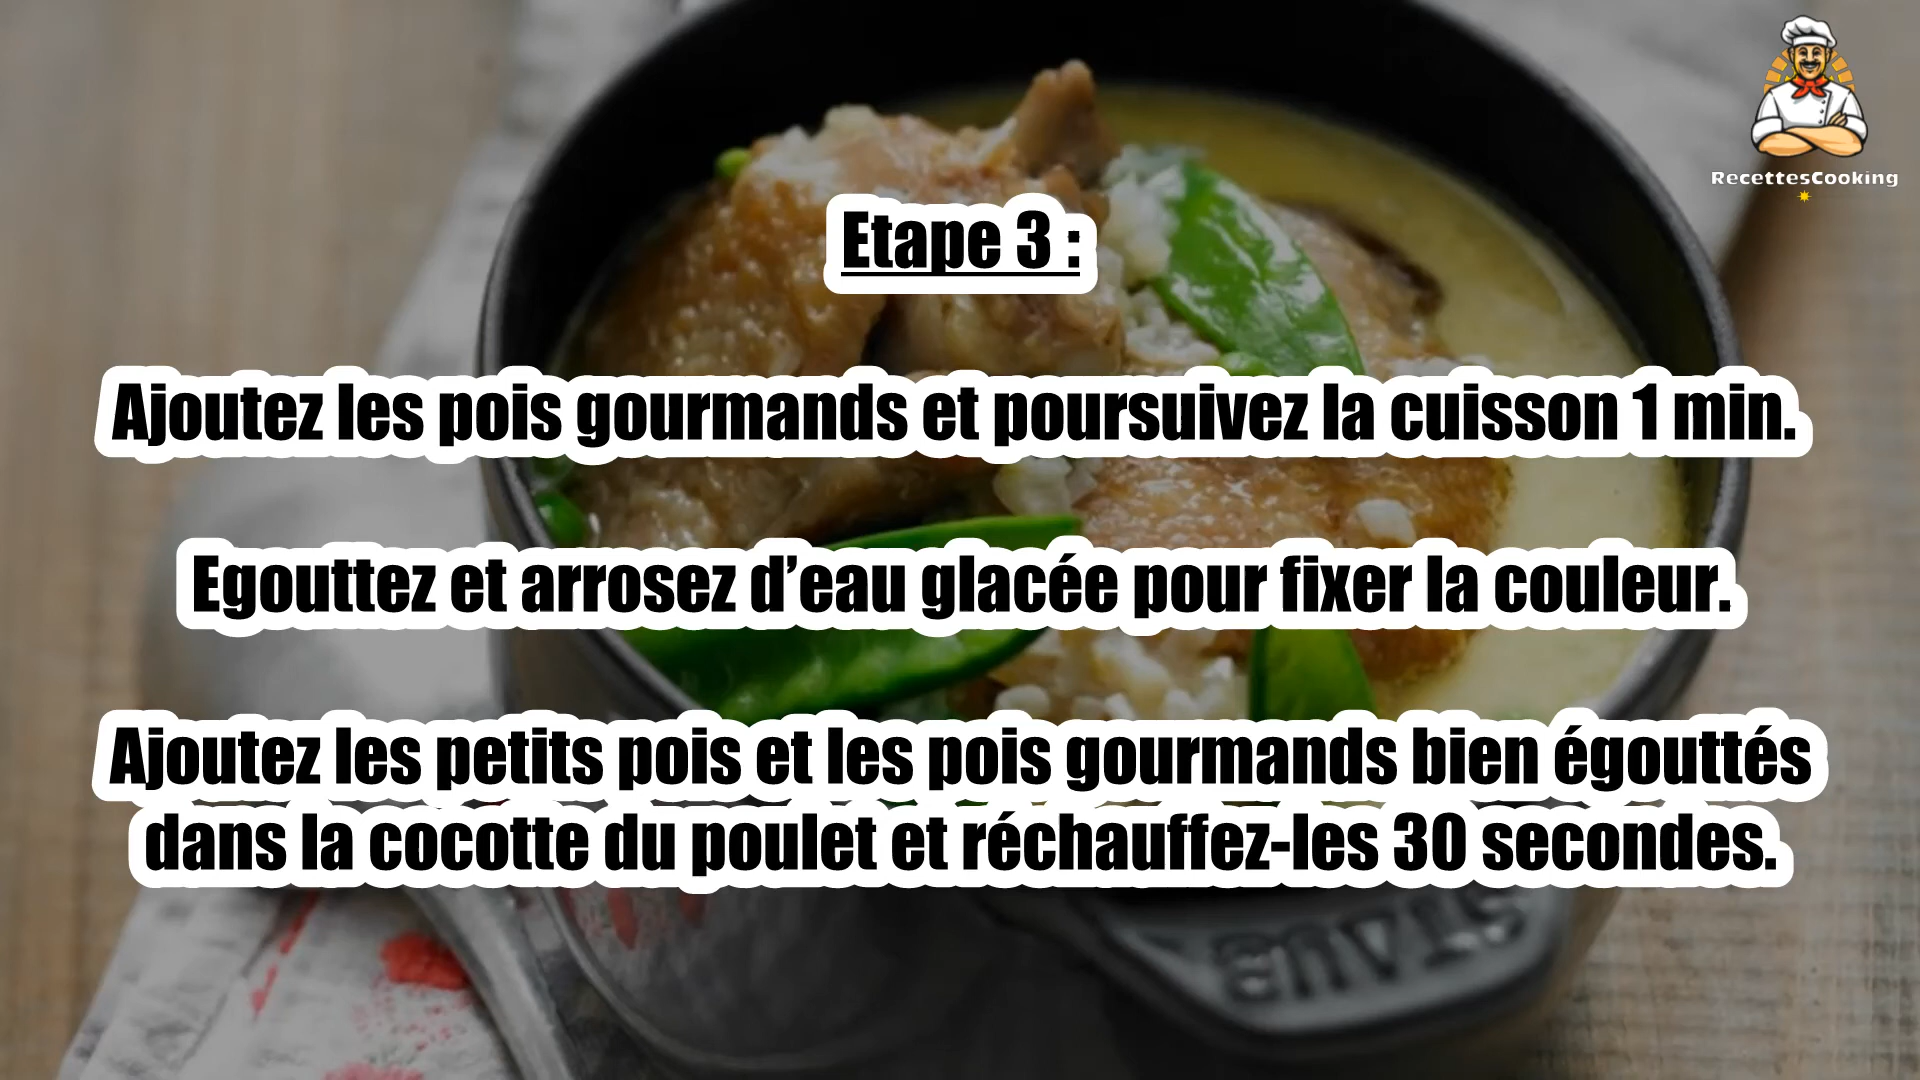 RecettesCooking
Etape 3 :
Ajoutez les pois gourmands et poursuivez la cuisson 1 min.
Egouttez et arrosez d’eau glacée pour fixer la couleur.
Ajoutez les petits pois et les pois gourmands bien égouttés
dans la cocotte du poulet et réchauffez-les 30 secondes.
STAUB